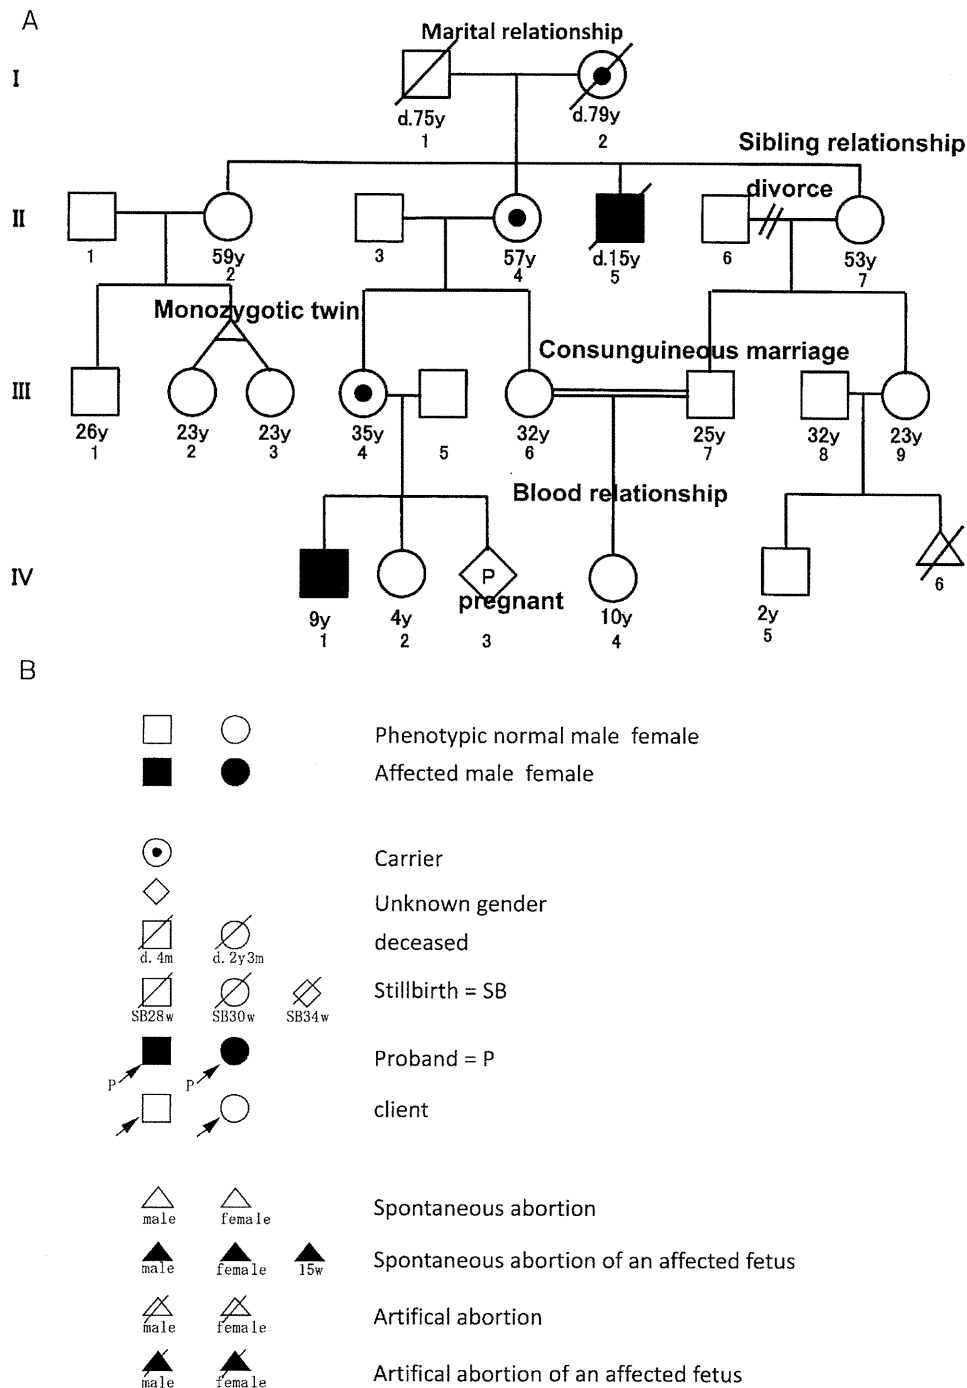 A
Marital relationship
I
d.75y
d.79y
1
2
Sibling relationship
divorce
II
1
59y
2
3
57y
4
d.15y
5
6
53y
7
Monozygotic twin
Consunguineous marriage
III
26y
1
23y
2
23y
3
35y
4
5
32y
6
25y
7
32y
8
23y
9
Blood relationship
IV
P
pregnant
9y
1
4y
2
3
10y
4
2y
5
6
B
Phenotypic normal male female
Affected male female
Carrier
Unknown gender
deceased
d.4m
d.2y3m
Stillbirth = SB
SB28w
SB30w
SB34w
Proband = P
P
P
client
Spontaneous abortion
male
female
Spontaneous abortion of an affected fetus
male
female
15w
Artifical abortion
male
female
Artifical abortion of an affected fetus
male
female